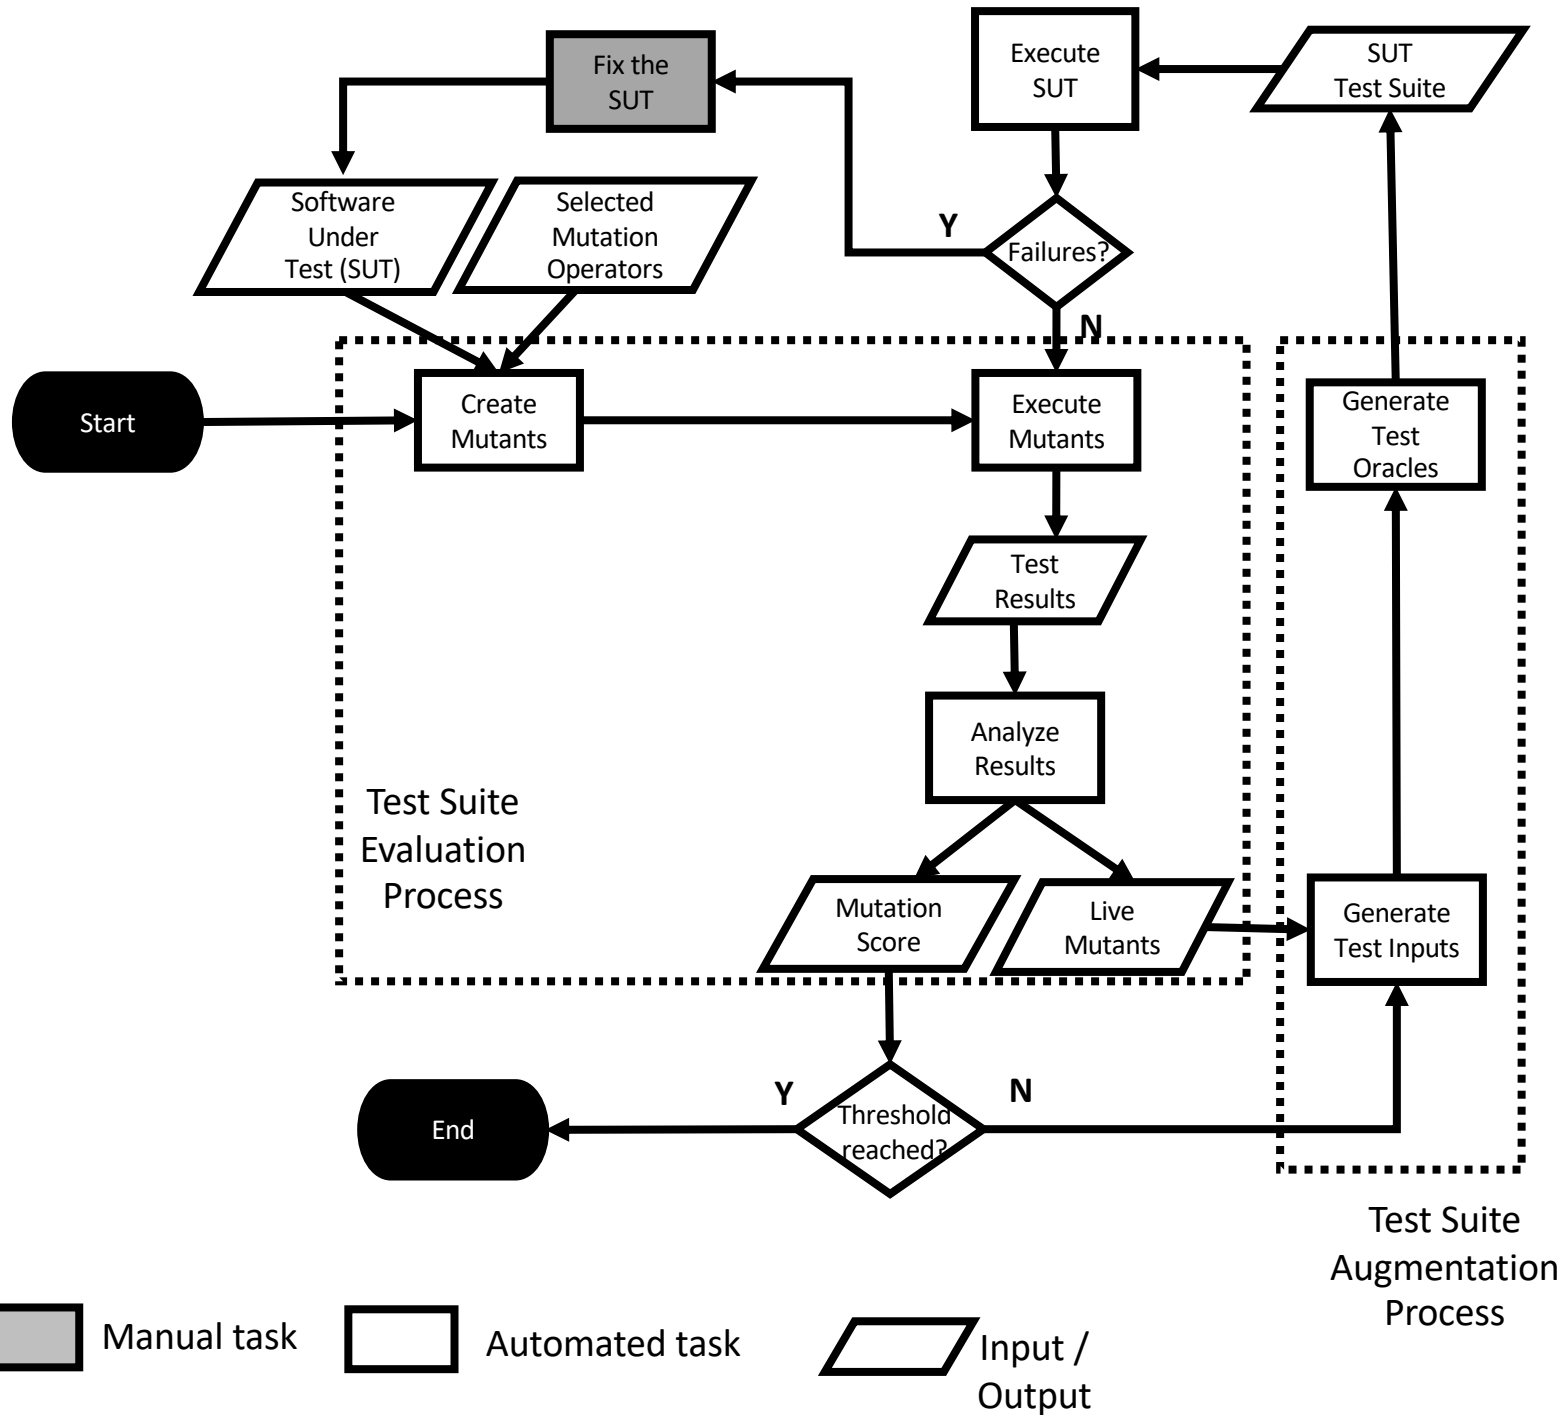 Fix the
SUT
Execute
SUT
SUT
Test Suite
Software
Under
Test (SUT)
Selected
Mutation
Operators
Y
Failures?
N
Start
Create
Mutants
Execute
Mutants
Generate
Test
Oracles
Test
Results
Analyze
Results
Test Suite
Evaluation
Process
Mutation
Score
Live
Mutants
Generate
Test Inputs
Y
N
Threshold
reached?
End
Test Suite
Augmentation
Process
Manual task
Automated task
Input /
Output